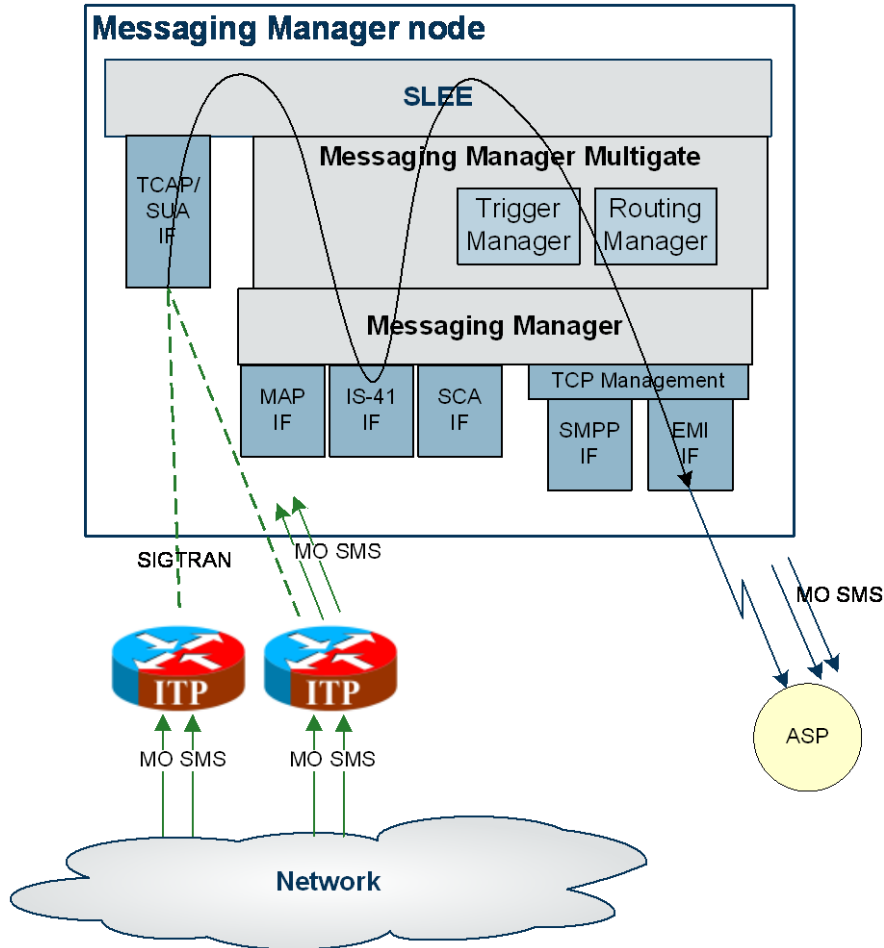 Messaging Manager node
SLEE
Messaging Manager Multigate
TCAP/
SUA
IF
Trigger
Manager
Routing
Manager
Messaging Manager
MAP
IF
IS-41
IF
SCA
IF
TCP Management
SMPP
IF
EMI
IF
SIGTRAN
MO SMS
MO SMS
ITP
ITP
ASP
MO SMS
MO SMS
Network